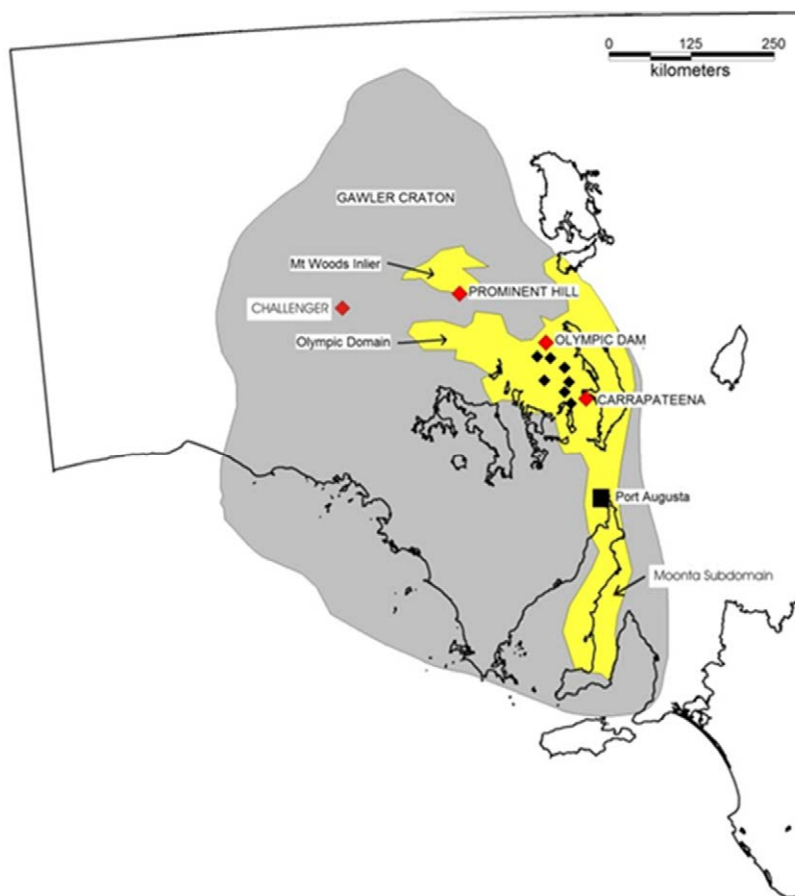 0 125 250
kilometers
GAWLER CRATON
Mt Woods Inlier
PROMINENT HILL
CHALLENGER
Olympic Domain
OLYMPIC DAM
CARRAPATEENA
Port Augusta
Moonta Subdomain